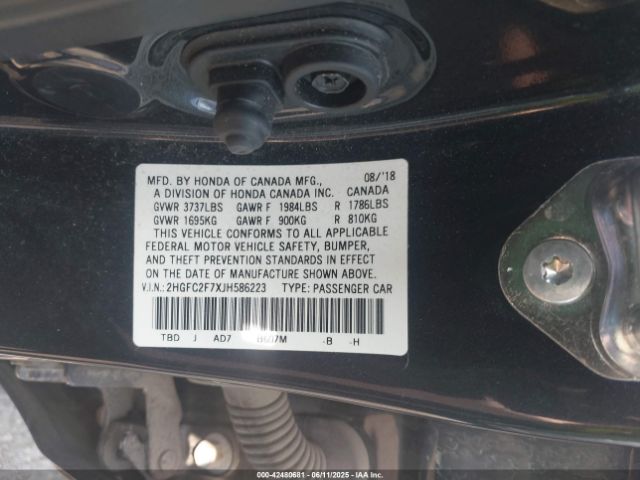 MFD. BY HONDA OF CANADA MFG., 08/'18
A DIVISION OF HONDA CANADA INC. CANADA
GVWR 3737LBS GAWR F 1984LBS R 1786LBS
GVWR 1695KG GAWR F 900KG R 810KG
THIS VEHICLE CONFORMS TO ALL APPLICABLE
FEDERAL MOTOR VEHICLE SAFETY, BUMPER,
AND THEFT PREVENTION STANDARDS IN EFFECT
ON THE DATE OF MANUFACTURE SHOWN ABOVE.
V.I.N.: 2HGFC2F7XJH586223 TYPE: PASSENGER CAR
TBD J AD7 -B -H
000-42480681 - 06/11/2025 - IAA Inc.